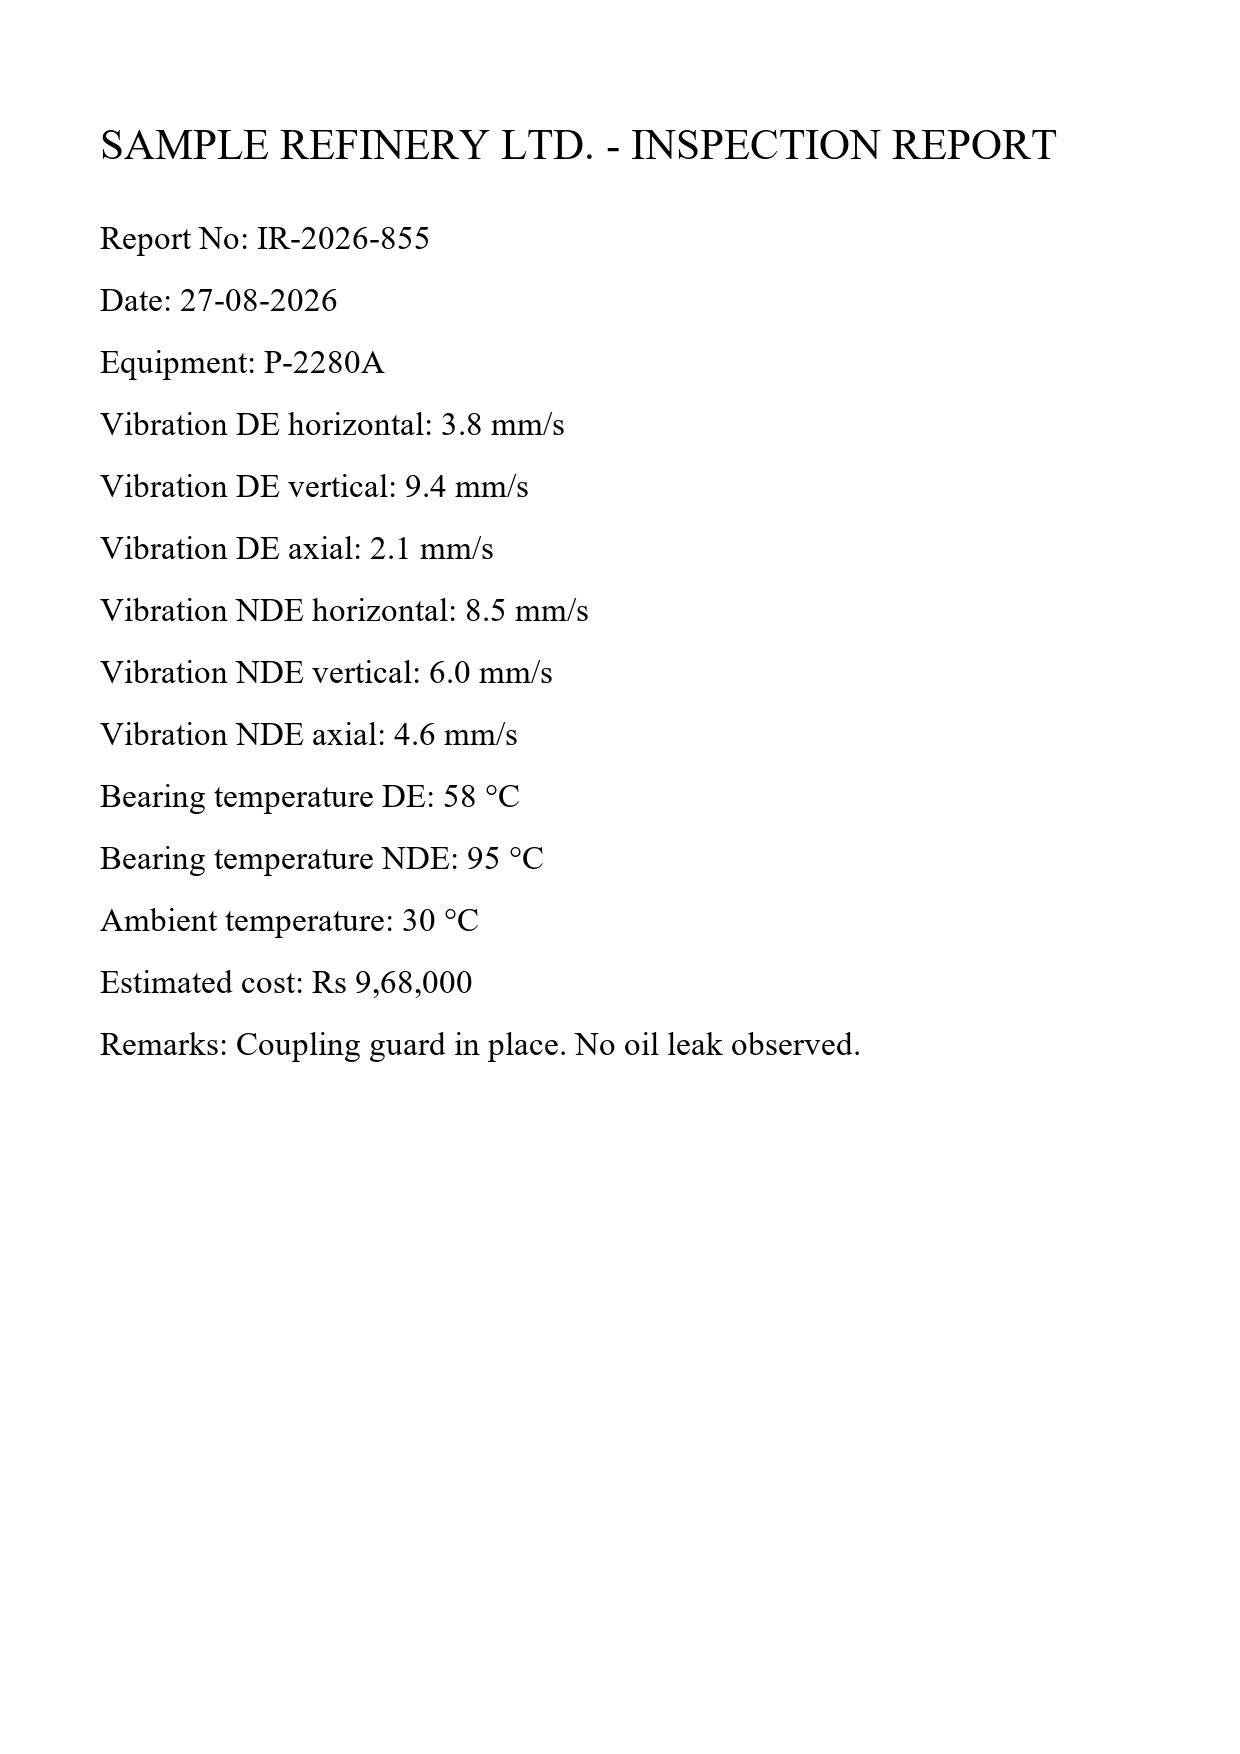 SAMPLE REFINERY LTD. - INSPECTION REPORT
Report No: IR-2026-855
Date: 27-08-2026
Equipment: P-2280A
Vibration DE horizontal: 3.8 mm/s
Vibration DE vertical: 9.4 mm/s
Vibration DE axial: 2.1 mm/s
Vibration NDE horizontal: 8.5 mm/s
Vibration NDE vertical: 6.0 mm/s
Vibration NDE axial: 4.6 mm/s
Bearing temperature DE: 58 °C
Bearing temperature NDE: 95 °C
Ambient temperature: 30 °C
Estimated cost: Rs 9,68,000
Remarks: Coupling guard in place. No oil leak observed.